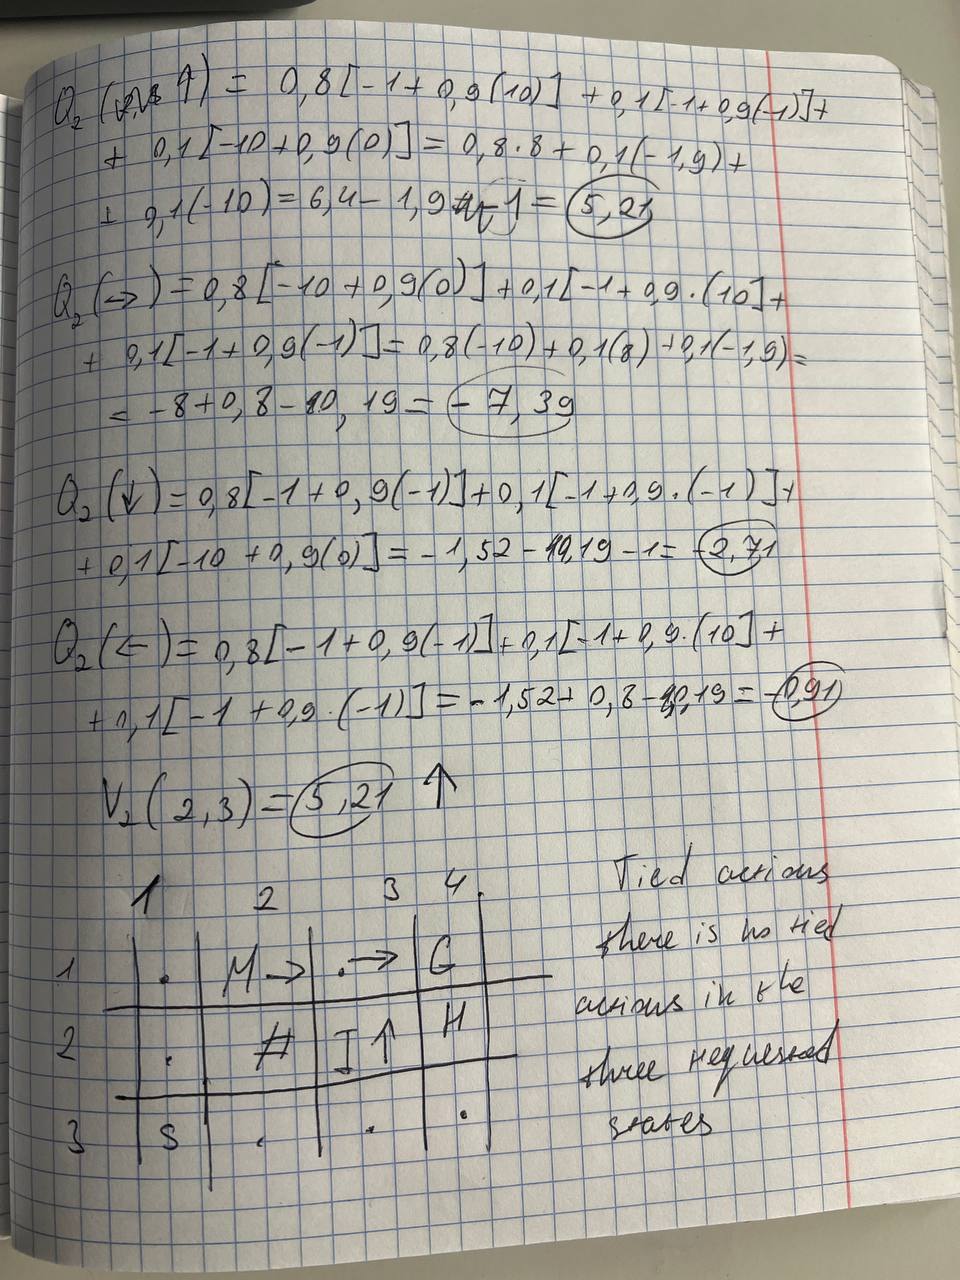 Q₂ (↑) = 0,8[-1+0,9(10)] + 0,1[-1+0,9(-1)]+
+ 0,1[-10+0,9(0)] = 0,8·8+0,1(-1,9)+
+ 0,1(-10) = 6,4- 1,9 -1 = 5,21
Q₂(→) = 0,8[-10+0,9(0)]+0,1[-1+0,9·(10]+
+ 0,1[-1+0,9(-1)] = 0,8(-10)+0,1(8)+0,1(-1,9)=
= -8+0,8-0,19 = -7,39
Q₂(↓) = 0,8[-1+0,9(-1)]+0,1[-1+0,9·(-1)]+
+0,1[-10+0,9(0)] = -1,52-0,19-1= -2,71
Q₂(←) = 0,8[-1+0,9(-1)]+0,1[-1+0,9·(10]+
+0,1[-1+0,9·(-1)] = -1,52+0,8-0,19 = -0,91
V₂(2,3) = 5,21 ↑
1 2 3 4
1 . M→ .→ G
2 . # I↑ H
3 S . . .
Tied actions
there is no tied
actions in the
three requested
states